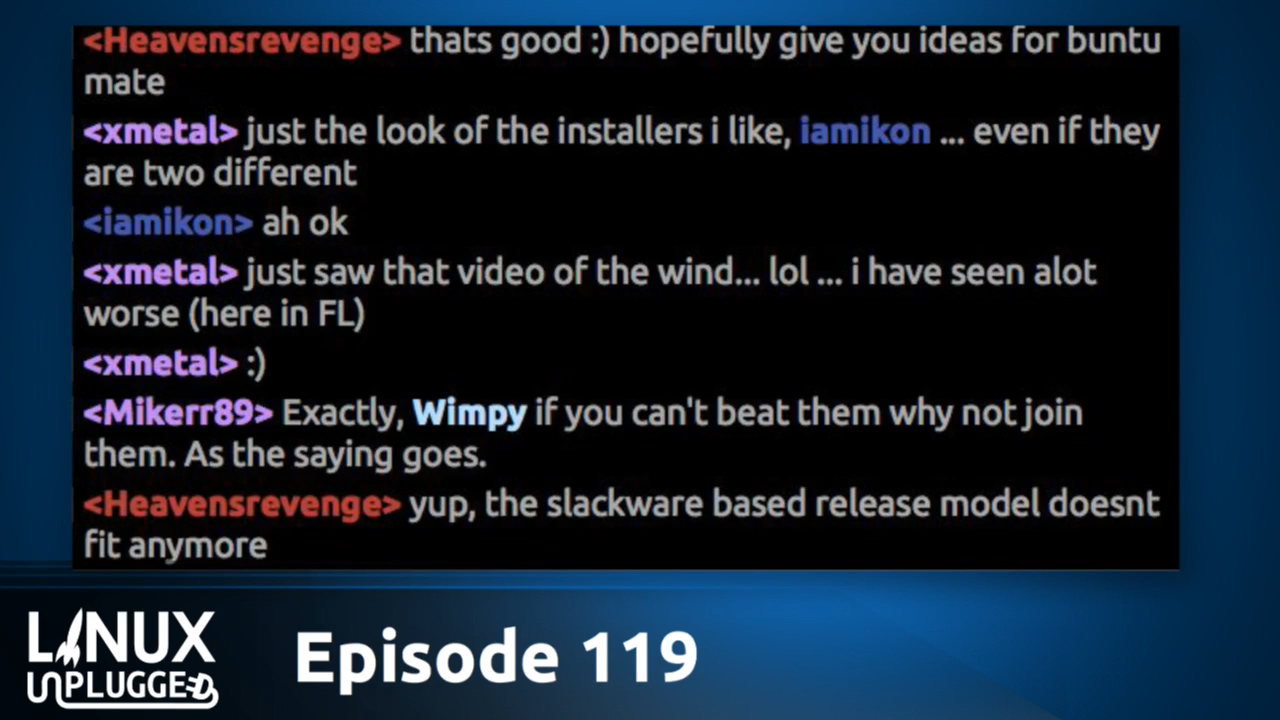 <Heavensrevenge> thats good :) hopefully give you ideas for buntu
mate
<xmetal> just the look of the installers i like, iamikon ... even if they
are two different
<iamikon> ah ok
<xmetal> just saw that video of the wind... lol ... i have seen alot
worse (here in FL)
<xmetal> :)
<Mikerr89> Exactly, Wimpy if you can't beat them why not join
them. As the saying goes.
<Heavensrevenge> yup, the slackware based release model doesnt
fit anymore
LINUX
UNPLUGGED
Episode 119